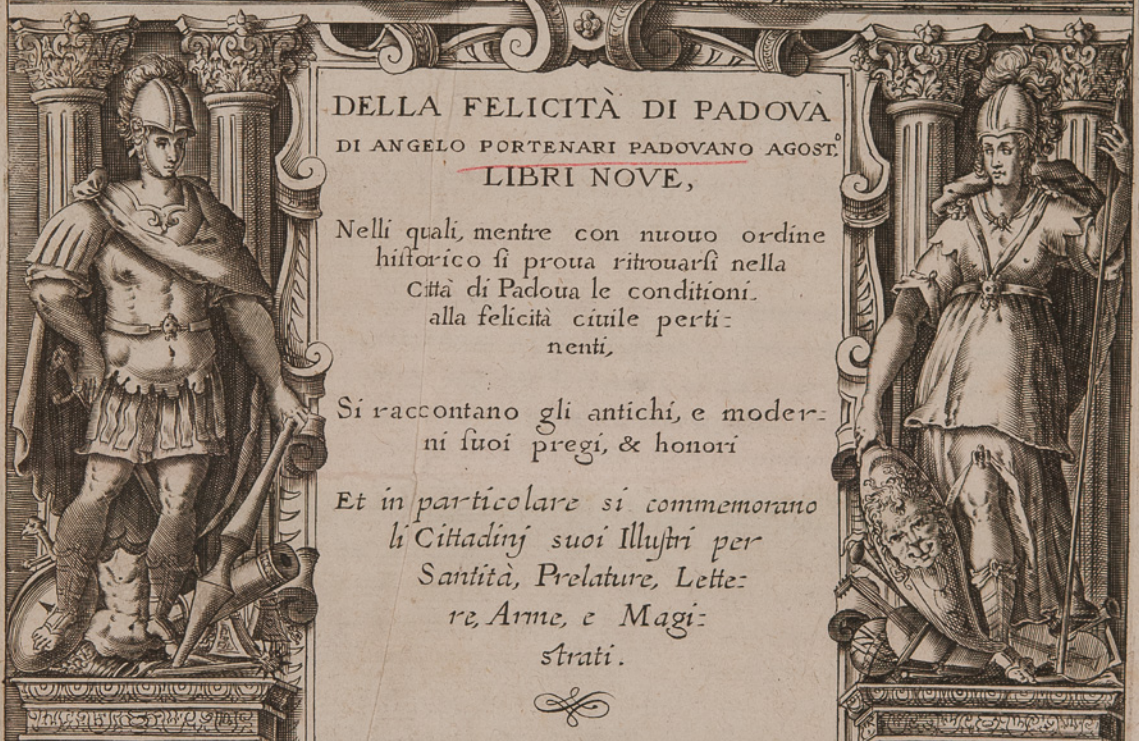 DELLA FELICITÀ DI PADOVA
DI ANGELO PORTENARI PADOVANO AGOST.º
LIBRI NOVE,
Nelli quali, mentre con nuouo ordine
hiſtorico ſi proua ritrouarſi nella
Città di Padoua le conditioni
alla felicità ciuile perti=
nenti,
Si raccontano gli antichi, e moder=
ni ſuoi pregi, & honori
Et in particolare si commemorano
li Cittadinj suoi Illuſtri per
Santità, Prelature, Lette=
re, Arme, e Magi=
strati.